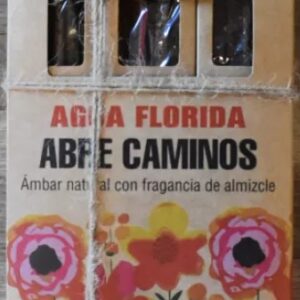 AGUA FLORIDA
ABRE CAMINOS
Ámbar natural con fragancia de almizcle